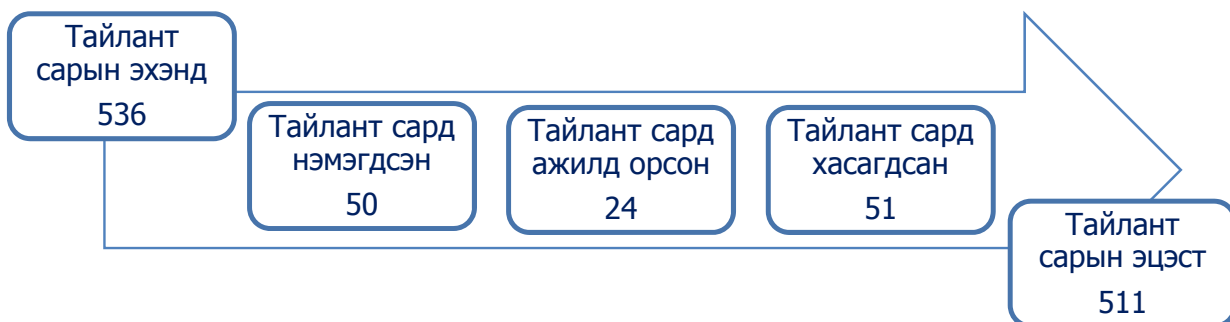 Тайлант
сарын эхэнд
536
Тайлант сард
нэмэгдсэн
50
Тайлант сард
ажилд орсон
24
Тайлант сард
хасагдсан
51
Тайлант
сарын эцэст
511